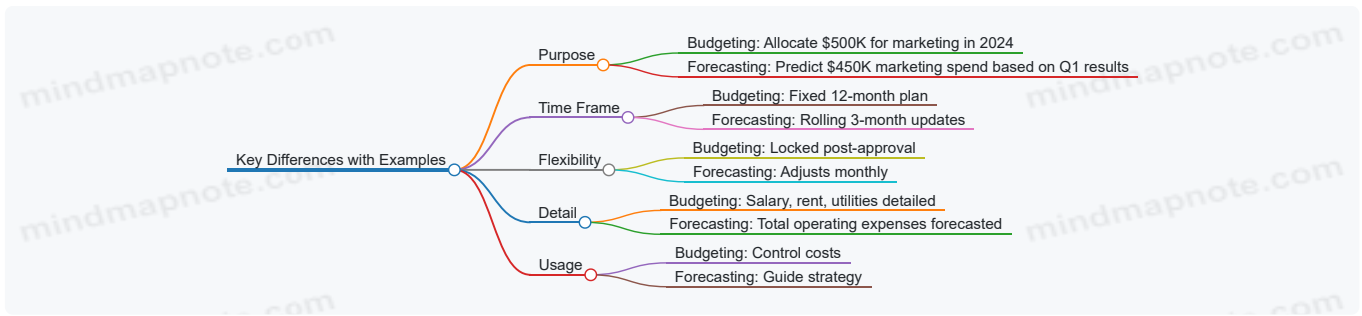 mindmapnote.com
mindmapnote.com
Purpose
Budgeting: Allocate $500K for marketing in 2024
Forecasting: Predict $450K marketing spend based on Q1 results
Time Frame
Budgeting: Fixed 12-month plan
Forecasting: Rolling 3-month updates
Key Differences with Examples
Flexibility
Budgeting: Locked post-approval
Forecasting: Adjusts monthly
mindmapnote.com
mindmapnote.com
Detail
Budgeting: Salary, rent, utilities detailed
Forecasting: Total operating expenses forecasted
Usage
Budgeting: Control costs
Forecasting: Guide strategy